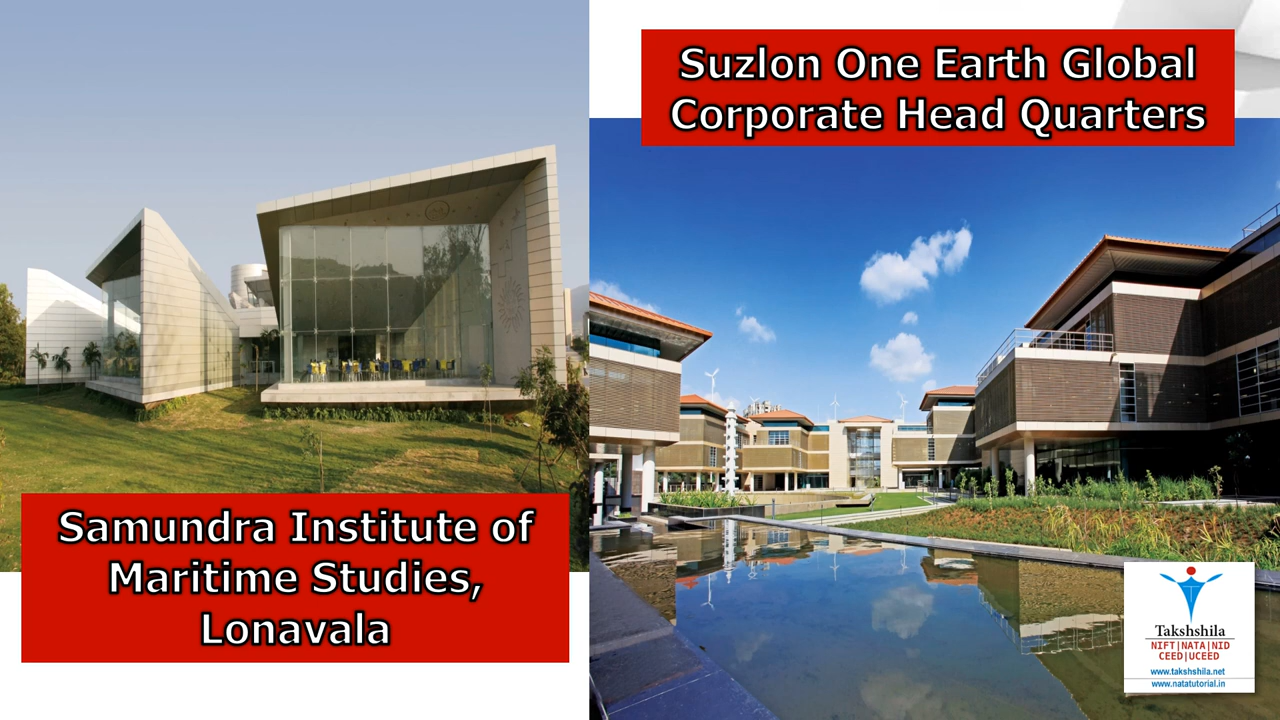 Suzlon One Earth Global
Corporate Head Quarters
Samundra Institute of
Maritime Studies,
Lonavala
Takshshila
NIFT|NATA|NID
CEED|UCEED
www.takshshila.net
www.natatutorial.in